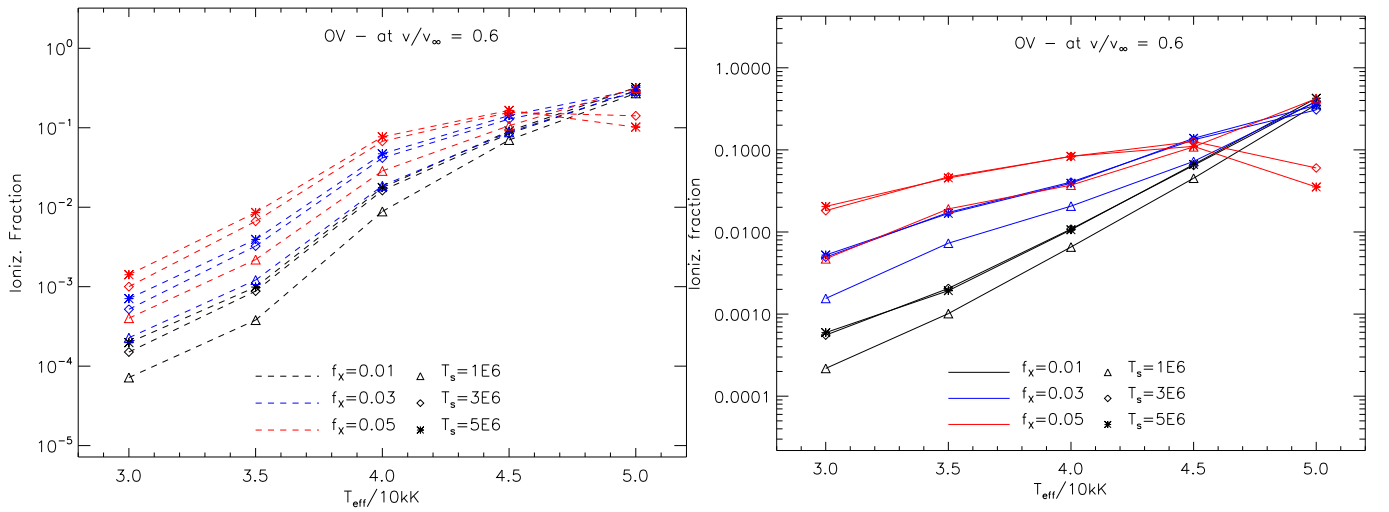 OV – at v/v∞ = 0.6
10⁰
10⁻¹
10⁻²
10⁻³
10⁻⁴
10⁻⁵
Ioniz. Fraction
fₓ=0.01 Tₛ=1E6
fₓ=0.03 Tₛ=3E6
fₓ=0.05 Tₛ=5E6
3.0 3.5 4.0 4.5 5.0
T_eff/10kK
OV – at v/v∞ = 0.6
1.0000
0.1000
0.0100
0.0010
0.0001
Ioniz. fraction
fₓ=0.01 Tₛ=1E6
fₓ=0.03 Tₛ=3E6
fₓ=0.05 Tₛ=5E6
3.0 3.5 4.0 4.5 5.0
T_eff/10kK